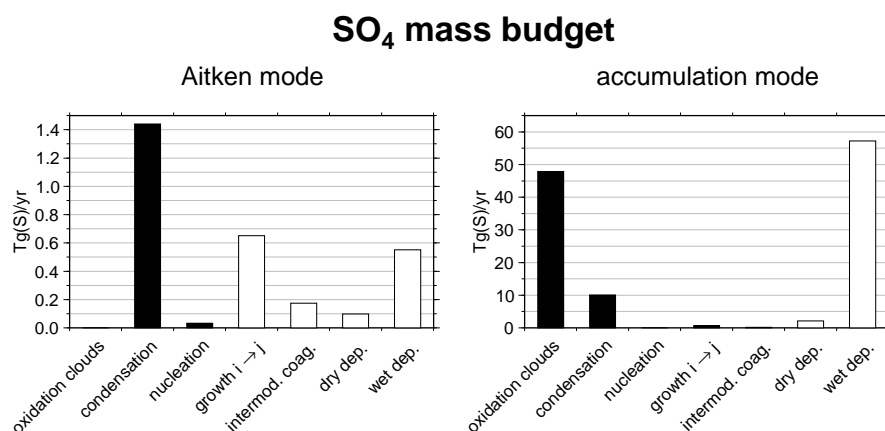 SO4 mass budget
Aitken mode
accumulation mode
Tg(S)/yr
1.4
1.2
1.0
0.8
0.6
0.4
0.2
0.0
oxidation clouds
condensation
nucleation
growth i → j
intermod. coag.
dry dep.
wet dep.
Tg(S)/yr
60
50
40
30
20
10
0
oxidation clouds
condensation
nucleation
growth i → j
intermod. coag.
dry dep.
wet dep.